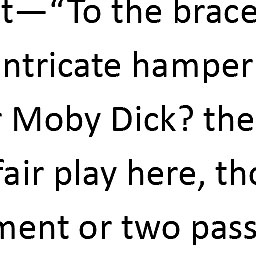 t—“To the brace
ntricate hamper
Moby Dick? the
fair play here, tho
ment or two pass